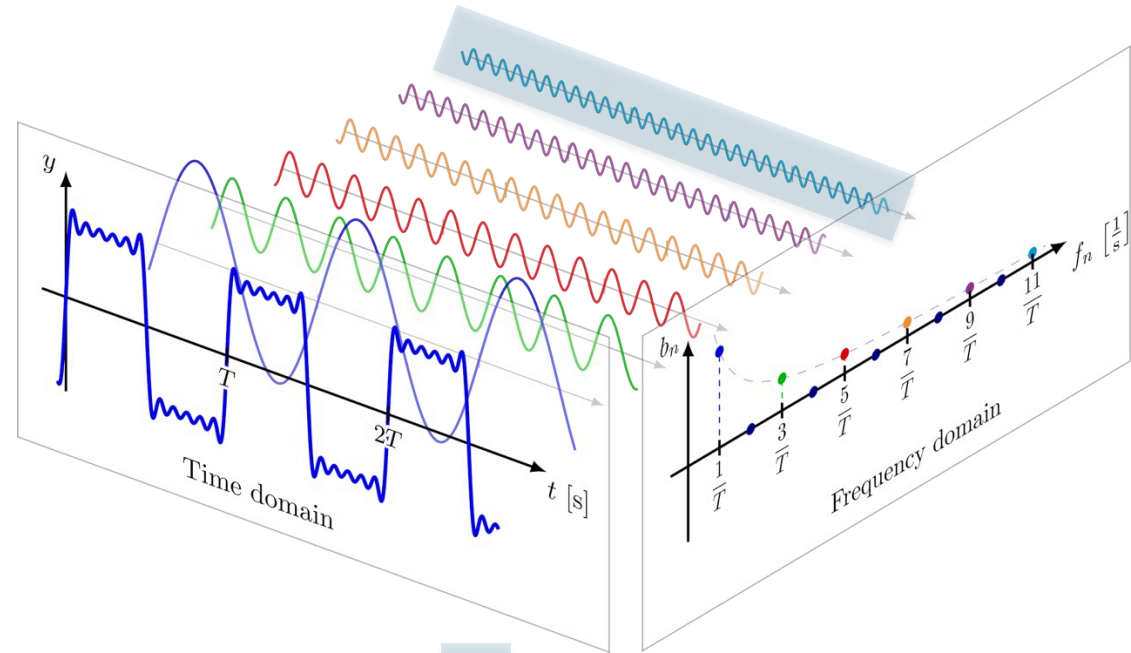 y
T
2T
t [s]
Time domain
b_n
1/T
3/T
5/T
7/T
9/T
11/T
f_n [1/s]
Frequency domain